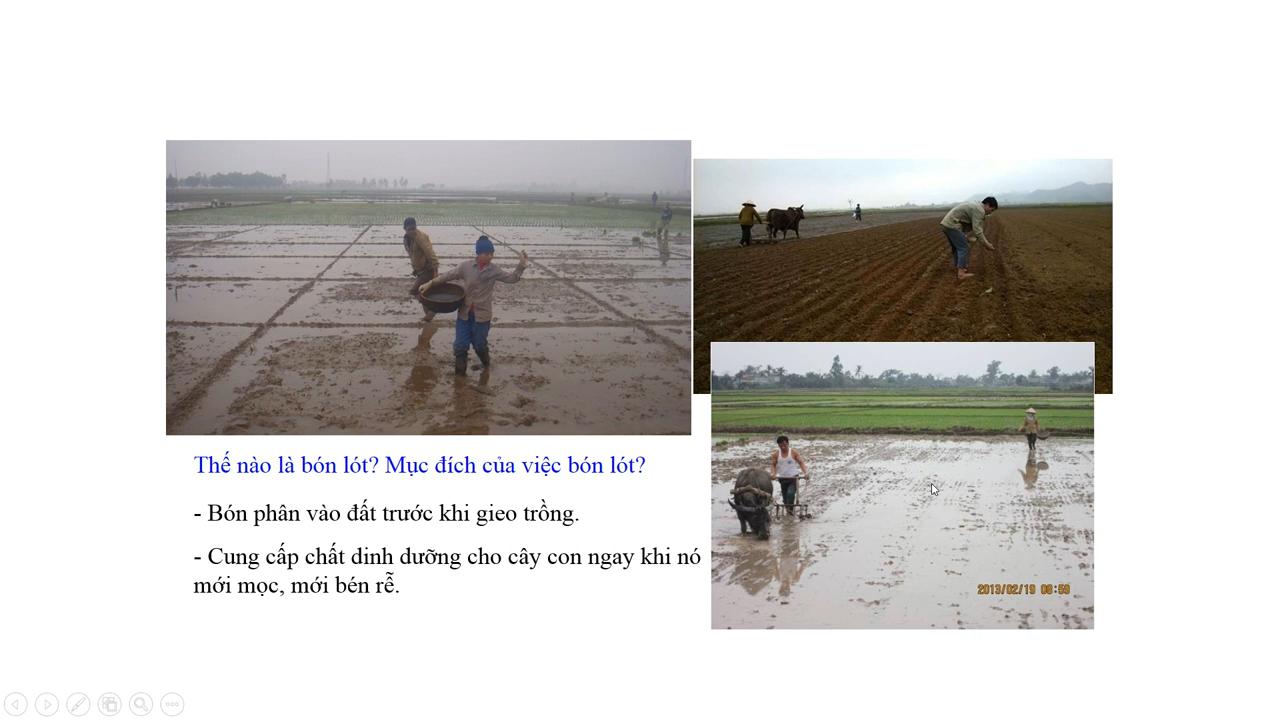 Thế nào là bón lót? Mục đích của việc bón lót?
- Bón phân vào đất trước khi gieo trồng.
- Cung cấp chất dinh dưỡng cho cây con ngay khi nó
mới mọc, mới bén rễ.
2013/02/19 08:59